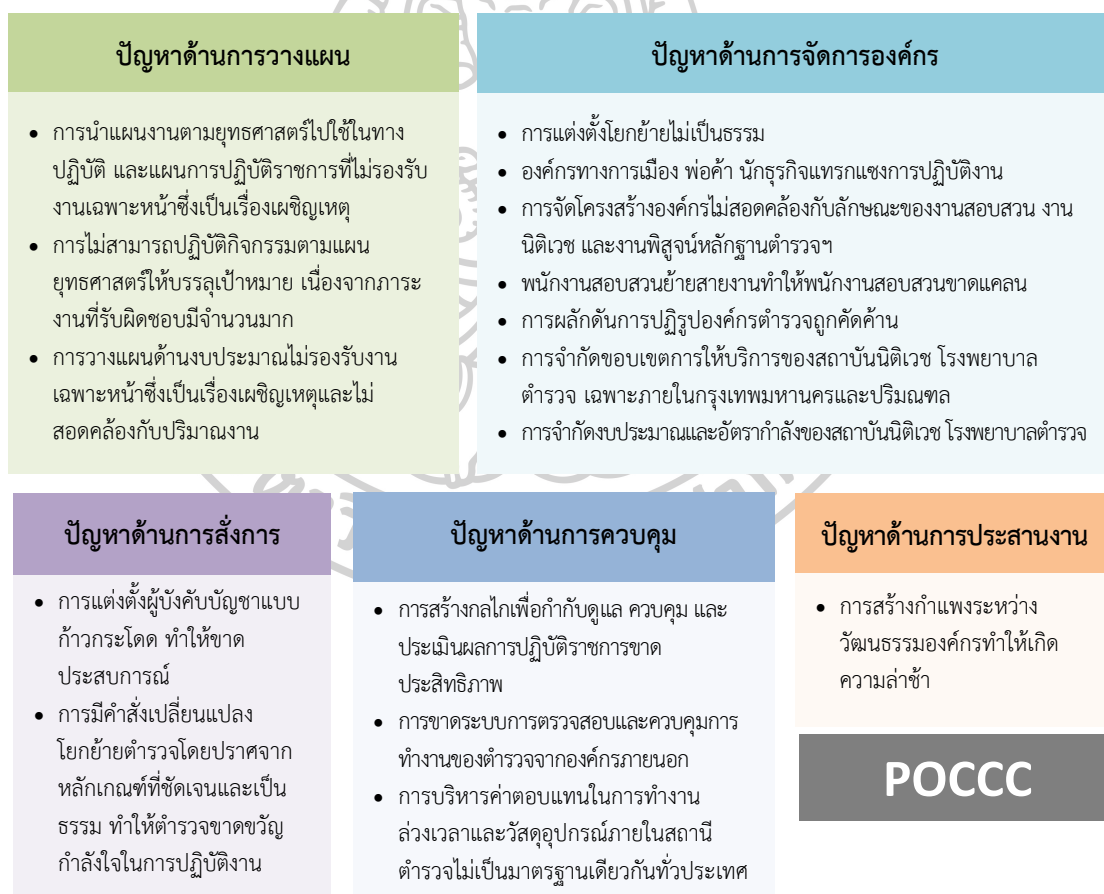 ปัญหาด้านการวางแผน
• การนำแผนงานตามยุทธศาสตร์ไปใช้ในทาง
ปฏิบัติ และแผนการปฏิบัติราชการที่ไม่รองรับ
งานเฉพาะหน้าซึ่งเป็นเรื่องเผชิญเหตุ
• การไม่สามารถปฏิบัติกิจกรรมตามแผน
ยุทธศาสตร์ให้บรรลุเป้าหมาย เนื่องจากภาระ
งานที่รับผิดชอบมีจำนวนมาก
• การวางแผนด้านงบประมาณไม่รองรับงาน
เฉพาะหน้าซึ่งเป็นเรื่องเผชิญเหตุและไม่
สอดคล้องกับปริมาณงาน
ปัญหาด้านการจัดการองค์กร
• การแต่งตั้งโยกย้ายไม่เป็นธรรม
• องค์กรทางการเมือง พ่อค้า นักธุรกิจแทรกแซงการปฏิบัติงาน
• การจัดโครงสร้างองค์กรไม่สอดคล้องกับลักษณะของงานสอบสวน งาน
นิติเวช และงานพิสูจน์หลักฐานตำรวจฯ
• พนักงานสอบสวนย้ายสายงานทำให้พนักงานสอบสวนขาดแคลน
• การผลักดันการปฏิรูปองค์กรตำรวจถูกคัดค้าน
• การจำกัดขอบเขตการให้บริการของสถาบันนิติเวช โรงพยาบาล
ตำรวจ เฉพาะภายในกรุงเทพมหานครและปริมณฑล
• การจำกัดงบประมาณและอัตรากำลังของสถาบันนิติเวช โรงพยาบาลตำรวจ
ปัญหาด้านการสั่งการ
• การแต่งตั้งผู้บังคับบัญชาแบบ
ก้าวกระโดด ทำให้ขาด
ประสบการณ์
• การมีคำสั่งเปลี่ยนแปลง
โยกย้ายตำรวจโดยปราศจาก
หลักเกณฑ์ที่ชัดเจนและเป็น
ธรรม ทำให้ตำรวจขาดขวัญ
กำลังใจในการปฏิบัติงาน
ปัญหาด้านการควบคุม
• การสร้างกลไกเพื่อกำกับดูแล ควบคุม และ
ประเมินผลการปฏิบัติราชการขาด
ประสิทธิภาพ
• การขาดระบบการตรวจสอบและควบคุมการ
ทำงานของตำรวจจากองค์กรภายนอก
• การบริหารค่าตอบแทนในการทำงาน
ล่วงเวลาและวัสดุอุปกรณ์ภายในสถานี
ตำรวจไม่เป็นมาตรฐานเดียวกันทั่วประเทศ
ปัญหาด้านการประสานงาน
• การสร้างกำแพงระหว่าง
วัฒนธรรมองค์กรทำให้เกิด
ความล่าช้า
POCCC